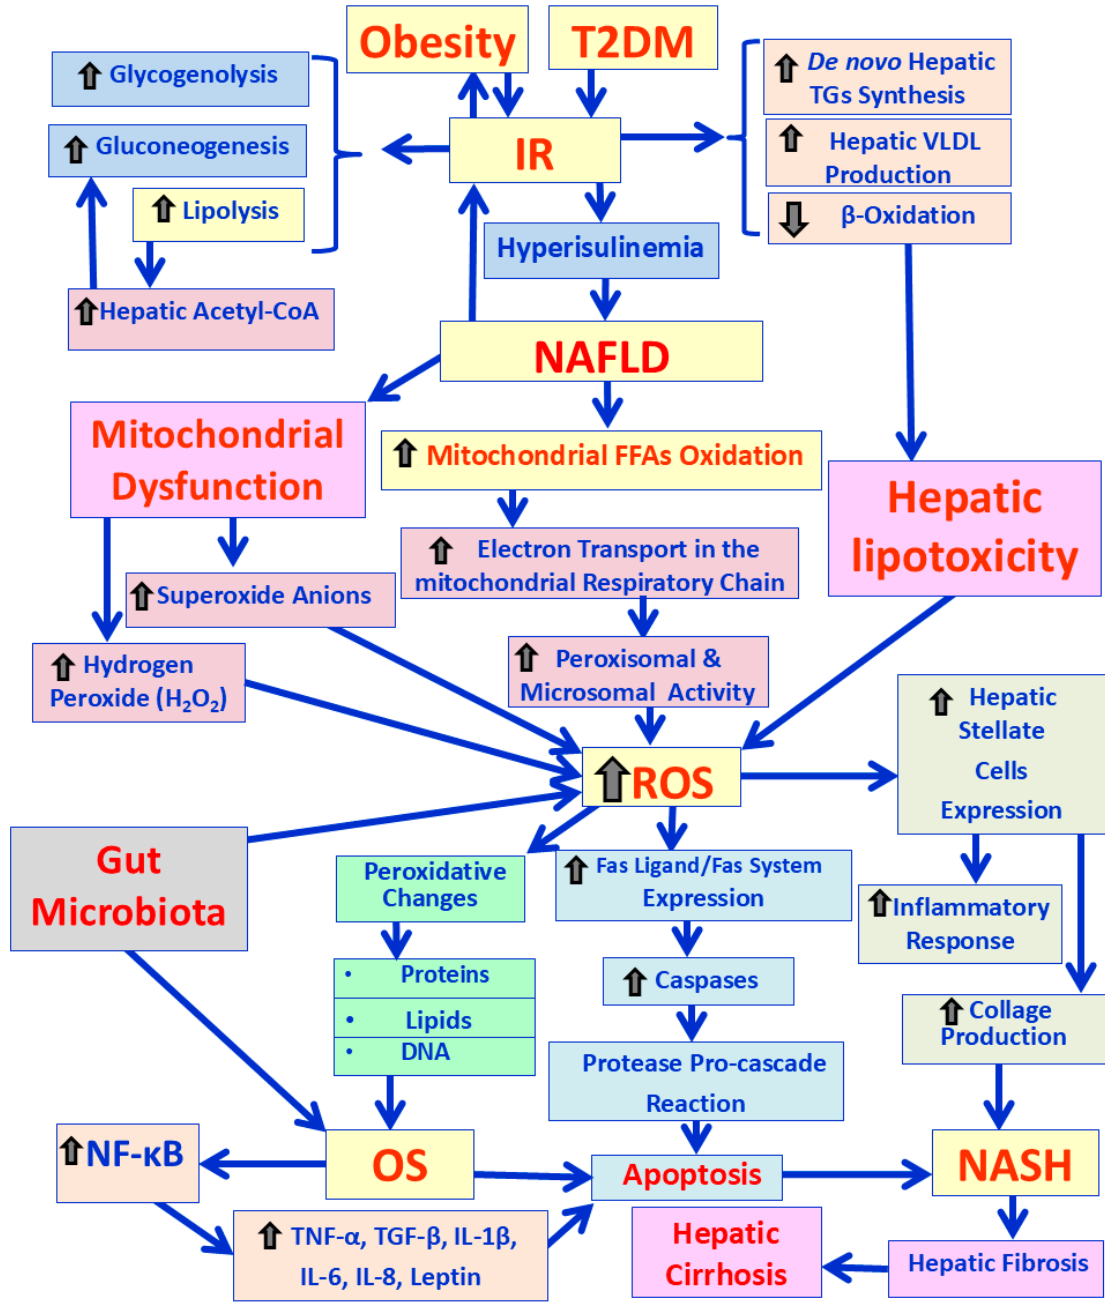 Obesity
T2DM
Glycogenolysis
De novo Hepatic
TGs Synthesis
Gluconeogenesis
IR
Hepatic VLDL
Production
Lipolysis
β-Oxidation
Hyperisulinemia
Hepatic Acetyl-CoA
NAFLD
Mitochondrial
Dysfunction
Mitochondrial FFAs Oxidation
Hepatic
lipotoxicity
Electron Transport in the
mitochondrial Respiratory Chain
Superoxide Anions
Hydrogen
Peroxide (H₂O₂)
Peroxisomal &
Microsomal Activity
Hepatic
Stellate
Cells
Expression
ROS
Gut
Microbiota
Peroxidative
Changes
Fas Ligand/Fas System
Expression
Inflammatory
Response
• Proteins
• Lipids
• DNA
Caspases
Collage
Production
Protease Pro-cascade
Reaction
NF-κB
OS
Apoptosis
NASH
TNF-α, TGF-β, IL-1β,
IL-6, IL-8, Leptin
Hepatic
Cirrhosis
Hepatic Fibrosis